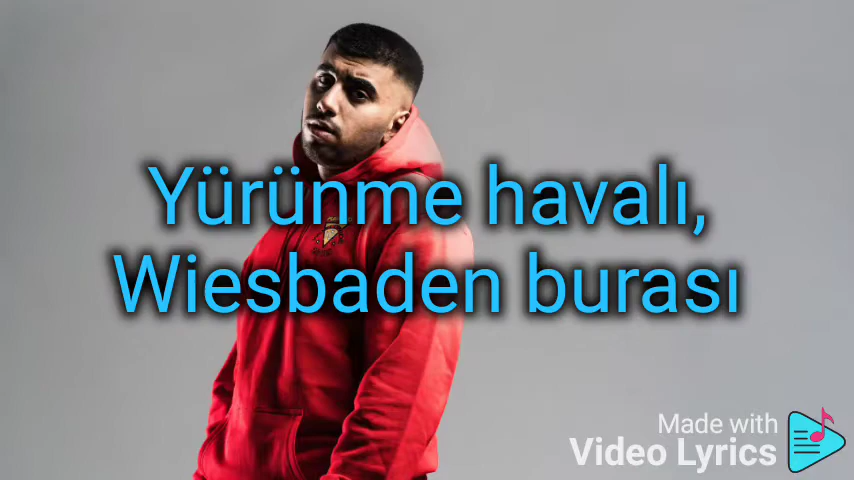 Yürünme havalı,
Wiesbaden burası
Made with
Video Lyrics